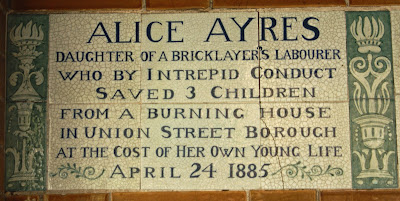 ALICE AYRES
DAUGHTER OF A BRICKLAYER'S LABOURER
WHO BY INTREPID CONDUCT
SAVED 3 CHILDREN
FROM A BURNING HOUSE
IN UNION STREET BOROUGH
AT THE COST OF HER OWN YOUNG LIFE
APRIL 24 1885